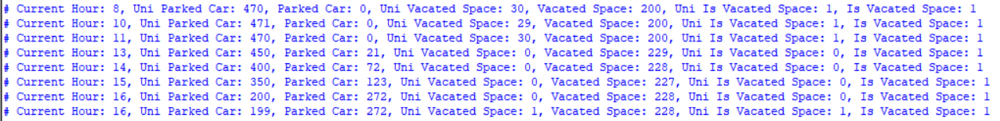 # Current Hour: 8, Uni Parked Car: 470, Parked Car: 0, Uni Vacated Space: 30, Vacated Space: 200, Uni Is Vacated Space: 1, Is Vacated Space: 1
# Current Hour: 10, Uni Parked Car: 471, Parked Car: 0, Uni Vacated Space: 29, Vacated Space: 200, Uni Is Vacated Space: 1, Is Vacated Space: 1
# Current Hour: 11, Uni Parked Car: 470, Parked Car: 0, Uni Vacated Space: 30, Vacated Space: 200, Uni Is Vacated Space: 1, Is Vacated Space: 1
# Current Hour: 13, Uni Parked Car: 450, Parked Car: 21, Uni Vacated Space: 0, Vacated Space: 229, Uni Is Vacated Space: 0, Is Vacated Space: 1
# Current Hour: 14, Uni Parked Car: 400, Parked Car: 72, Uni Vacated Space: 0, Vacated Space: 228, Uni Is Vacated Space: 0, Is Vacated Space: 1
# Current Hour: 15, Uni Parked Car: 350, Parked Car: 123, Uni Vacated Space: 0, Vacated Space: 227, Uni Is Vacated Space: 0, Is Vacated Space: 1
# Current Hour: 16, Uni Parked Car: 200, Parked Car: 272, Uni Vacated Space: 0, Vacated Space: 228, Uni Is Vacated Space: 0, Is Vacated Space: 1
# Current Hour: 16, Uni Parked Car: 199, Parked Car: 272, Uni Vacated Space: 1, Vacated Space: 228, Uni Is Vacated Space: 1, Is Vacated Space: 1